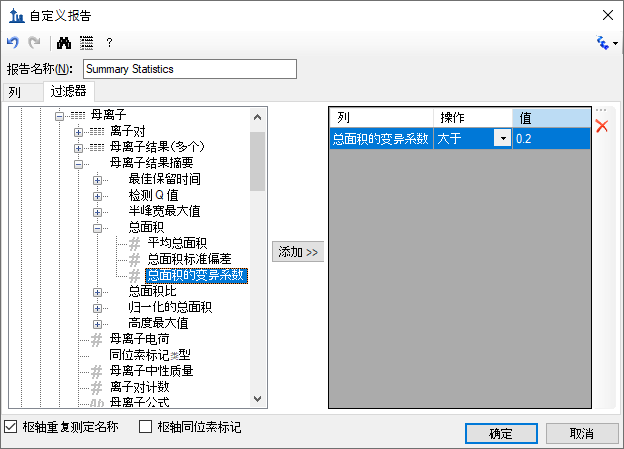 自定义报告
?
报告名称(N): Summary Statistics
列 过滤器
母离子
离子对
母离子结果(多个)
母离子结果摘要
最佳保留时间
检测 Q 值
半峰宽最大值
总面积
平均总面积
总面积标准偏差
总面积的变异系数
总面积比
归一化的总面积
高度最大值
母离子电荷
同位素标记类型
母离子中性质量
离子对计数
母离子公式
添加 >>
列 操作 值
总面积的变异系数 大于 0.2
枢轴重复测定名称 枢轴同位素标记
确定 取消